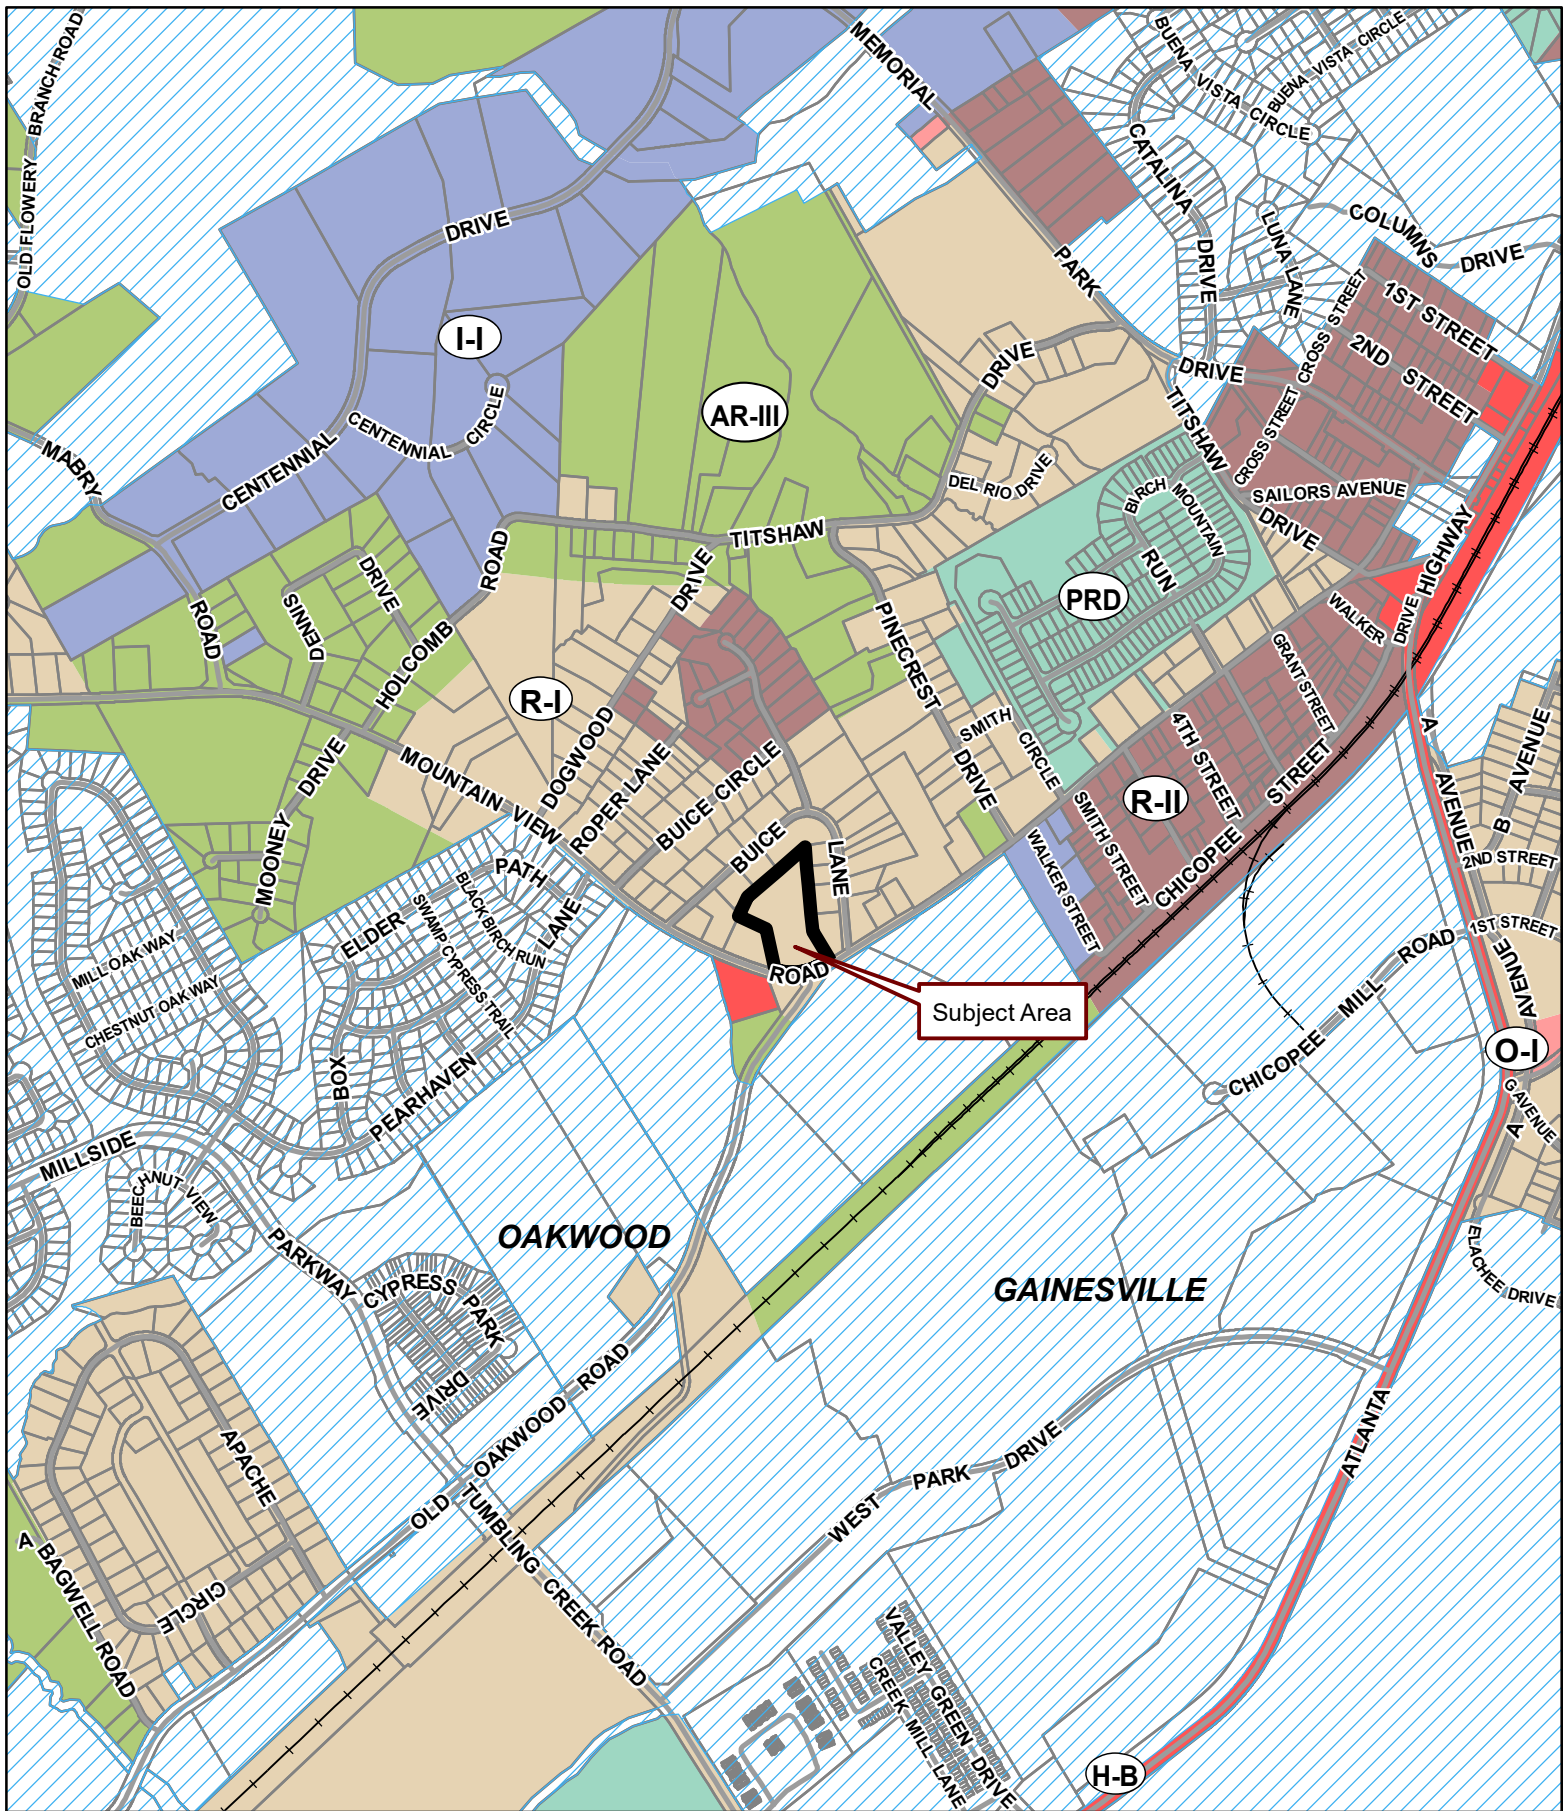 OLD FLOWERY BRANCH ROAD
MEMORIAL
PARK
DRIVE
BUENA VISTA CIRCLE
BUENA VISTA CIRCLE
CATALINA
DRIVE
LUNA LANE
COLUMNS
DRIVE
1ST STREET
2ND STREET
CROSS STREET
CROSS STREET
CROSS STREET
DRIVE
I-I
AR-III
CENTENNIAL
CIRCLE
CENTENNIAL
MABRY
ROAD
DRIVE
TITSHAW
DRIVE
DEL RIO DRIVE
BIRCH
MOUNTAIN
RUN
SAILORS AVENUE
HIGHWAY
TITSHAW
ROAD
HOLCOMB
DENNIS
DRIVE
DRIVE
DOGWOOD
PINECREST
DRIVE
PRD
WALKER
DRIVE
GRANT STREET
R-I
SMITH
CIRCLE
4TH STREET
STREET
CHICOPEE
R-II
SMITH STREET
WALKER STREET
MOUNTAIN VIEW
ROAD
MOONEY
DRIVE
ROPER LANE
BUICE CIRCLE
BUICE
LANE
A
AVENUE
B AVENUE
2ND STREET
1ST STREET
AVENUE
A
G AVENUE
O-I
ELDER
PATH
BLACK BIRCH RUN
SWAMP CYPRESS TRAIL
LANE
MILL OAK WAY
CHESTNUT OAK WAY
BOX
PEARHAVEN
Subject Area
CHICOPEE MILL ROAD
MILLSIDE
PARKWAY
BEECHNUT VIEW
CYPRESS
PARK
DRIVE
OAKWOOD
GAINESVILLE
ELACHEE DRIVE
OLD OAKWOOD ROAD
APACHE
CIRCLE
A BAGWELL ROAD
TUMBLING CREEK ROAD
WEST PARK DRIVE
ATLANTA
VALLEY GREEN DRIVE
CREEK MILL LANE
H-B